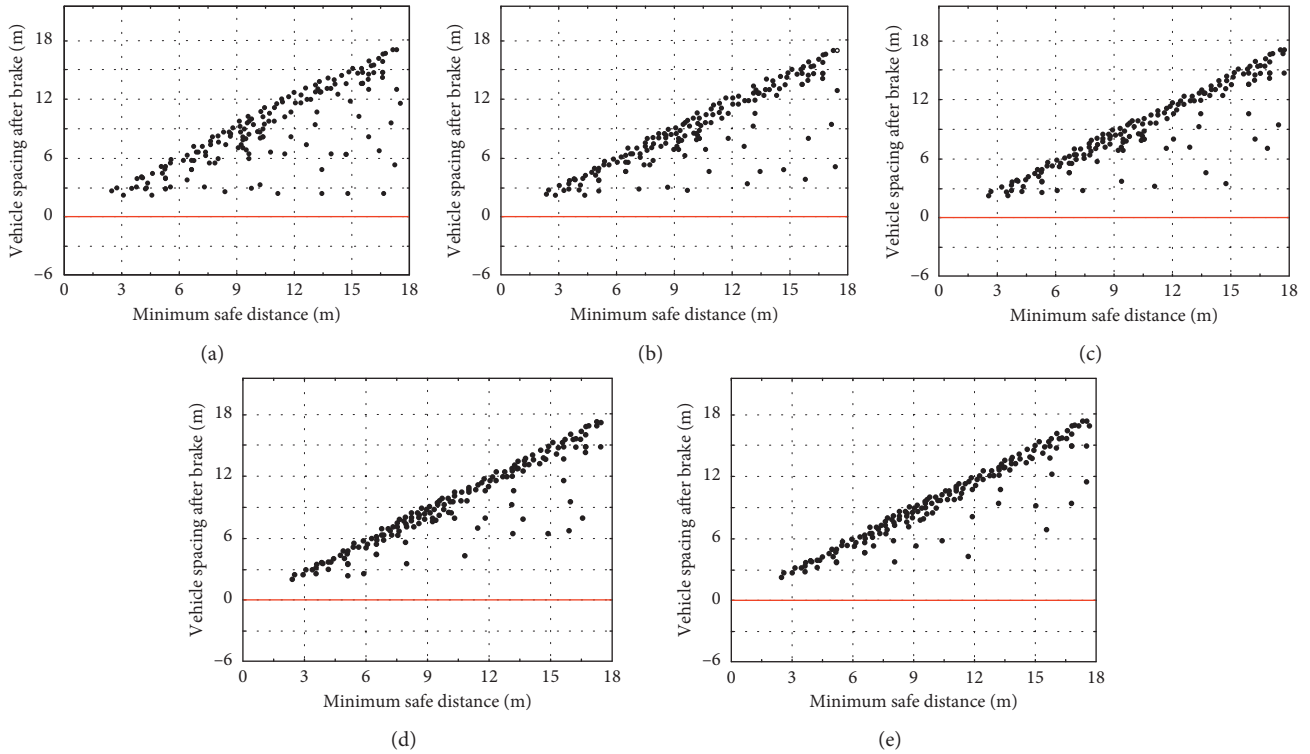 Vehicle spacing after brake (m)
18
12
6
0
−6
0 3 6 9 12 15 18
Minimum safe distance (m)
(a)
Vehicle spacing after brake (m)
18
12
6
0
−6
0 3 6 9 12 15 18
Minimum safe distance (m)
(b)
Vehicle spacing after brake (m)
18
12
6
0
−6
0 3 6 9 12 15 18
Minimum safe distance (m)
(c)
Vehicle spacing after brake (m)
18
12
6
0
−6
0 3 6 9 12 15 18
Minimum safe distance (m)
(d)
Vehicle spacing after brake (m)
18
12
6
0
−6
0 3 6 9 12 15 18
Minimum safe distance (m)
(e)